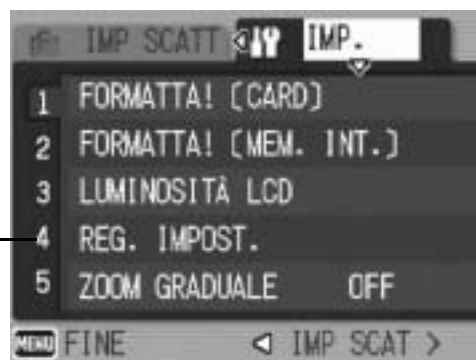 IMP SCATT IMP.
1 FORMATTA! [CARD]
2 FORMATTA! [MEM. INT.]
3 LUMINOSITÀ LCD
4 REG. IMPOST.
5 ZOOM GRADUALE OFF
MENU FINE ◁ IMP SCAT >